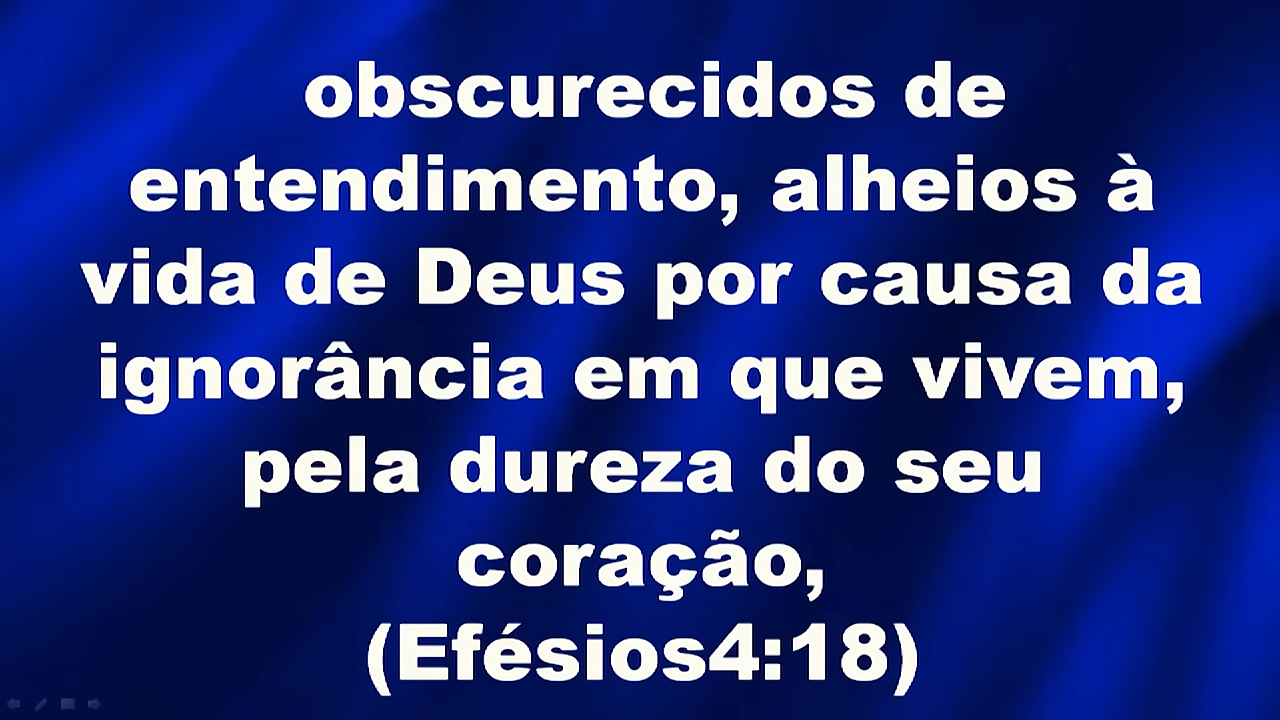 obscurecidos de
entendimento, alheios à
vida de Deus por causa da
ignorância em que vivem,
pela dureza do seu
coração,
(Efésios4:18)